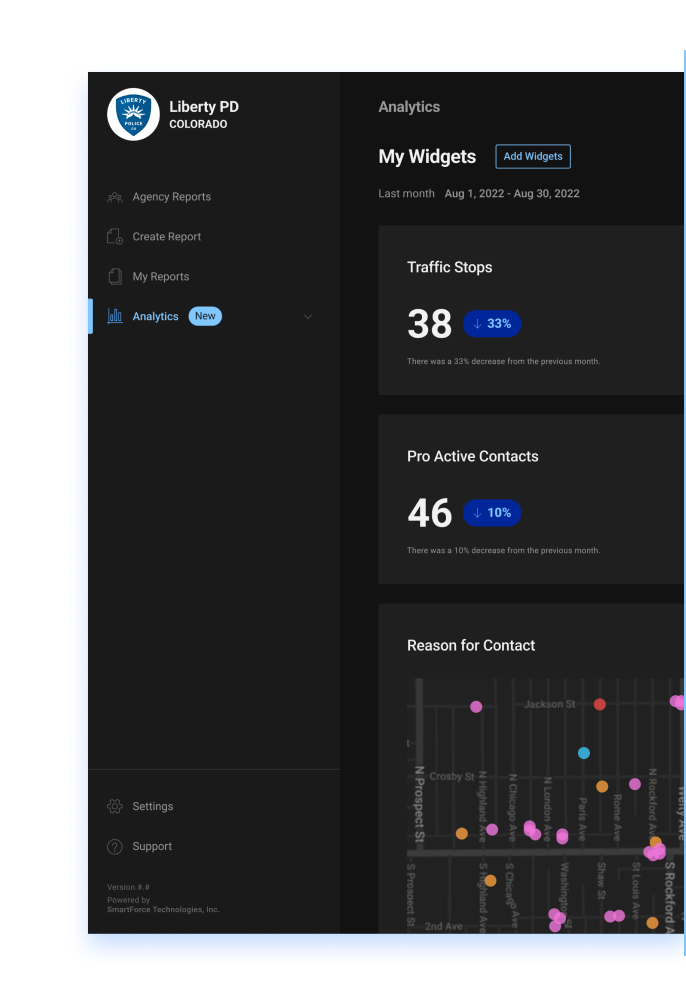 LIBERTY
POLICE
CO
Liberty PD
COLORADO
Agency Reports
Create Report
My Reports
Analytics New
Settings
Support
Version #.#
Powered by
SmartForce Technologies, Inc.
Analytics
My Widgets Add Widgets
Last month Aug 1, 2022 - Aug 30, 2022
Traffic Stops
38 ↓ 33%
There was a 33% decrease from the previous month.
Pro Active Contacts
46 ↓ 10%
There was a 10% decrease from the previous month.
Reason for Contact
Jackson St
Crosby St
N Prospect St
N Highland Ave
N Chicago Ave
N London Ave
Paris Ave
Rome Ave
N Rockford Ave
Welty Ave
S Prospect St
S Highland Ave
S Chicago Ave
Washington St
Shaw St
St Louis Ave
S Rockford A
2nd Ave